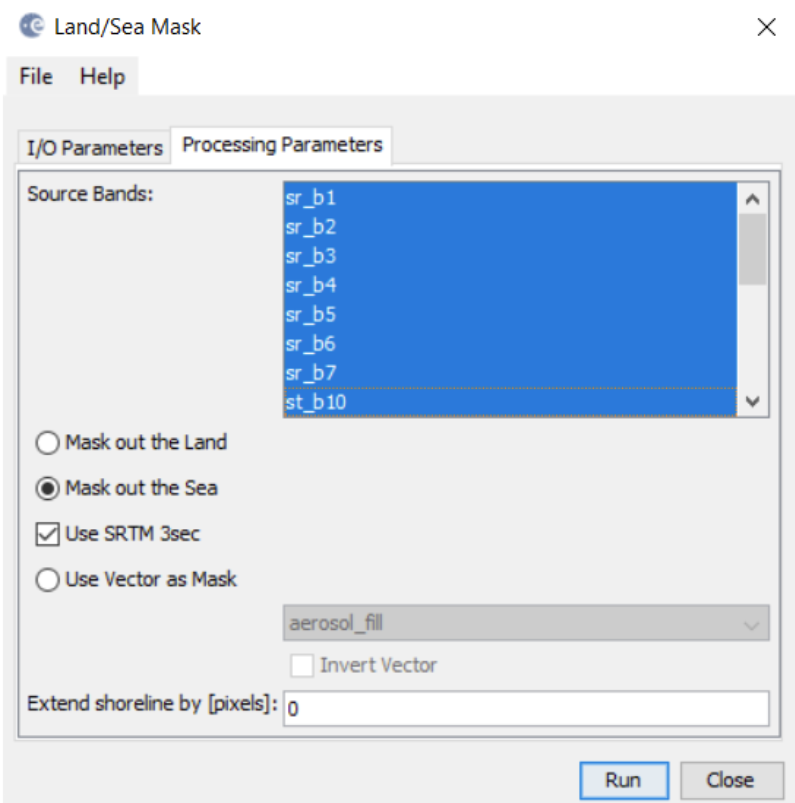 Land/Sea Mask
File Help
I/O Parameters Processing Parameters
Source Bands:
sr_b1
sr_b2
sr_b3
sr_b4
sr_b5
sr_b6
sr_b7
st_b10
Mask out the Land
Mask out the Sea
Use SRTM 3sec
Use Vector as Mask
aerosol_fill
Invert Vector
Extend shoreline by [pixels]: 0
Run Close